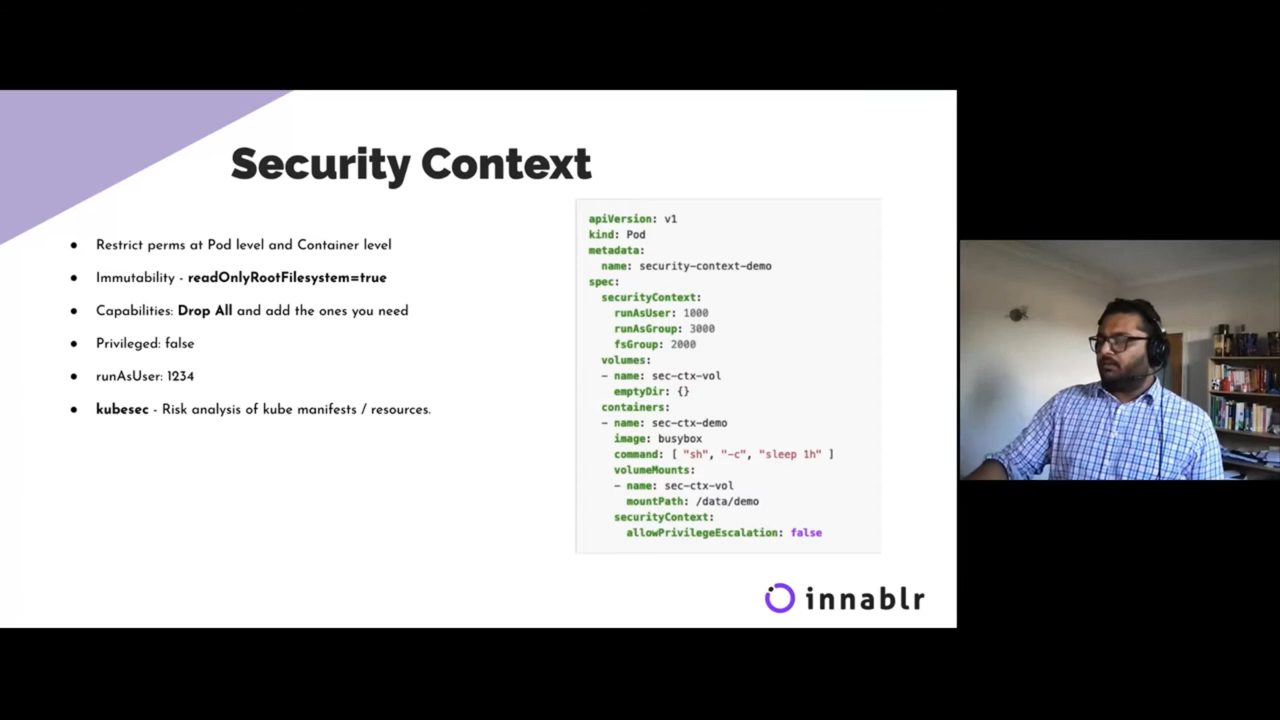 Security Context
● Restrict perms at Pod level and Container level
● Immutability - readOnlyRootFilesystem=true
● Capabilities: Drop All and add the ones you need
● Privileged: false
● runAsUser: 1234
● kubesec - Risk analysis of kube manifests / resources.
apiVersion: v1
kind: Pod
metadata:
  name: security-context-demo
spec:
  securityContext:
    runAsUser: 1000
    runAsGroup: 3000
    fsGroup: 2000
  volumes:
  - name: sec-ctx-vol
    emptyDir: {}
  containers:
  - name: sec-ctx-demo
    image: busybox
    command: [ "sh", "-c", "sleep 1h" ]
    volumeMounts:
    - name: sec-ctx-vol
      mountPath: /data/demo
    securityContext:
      allowPrivilegeEscalation: false
innablr